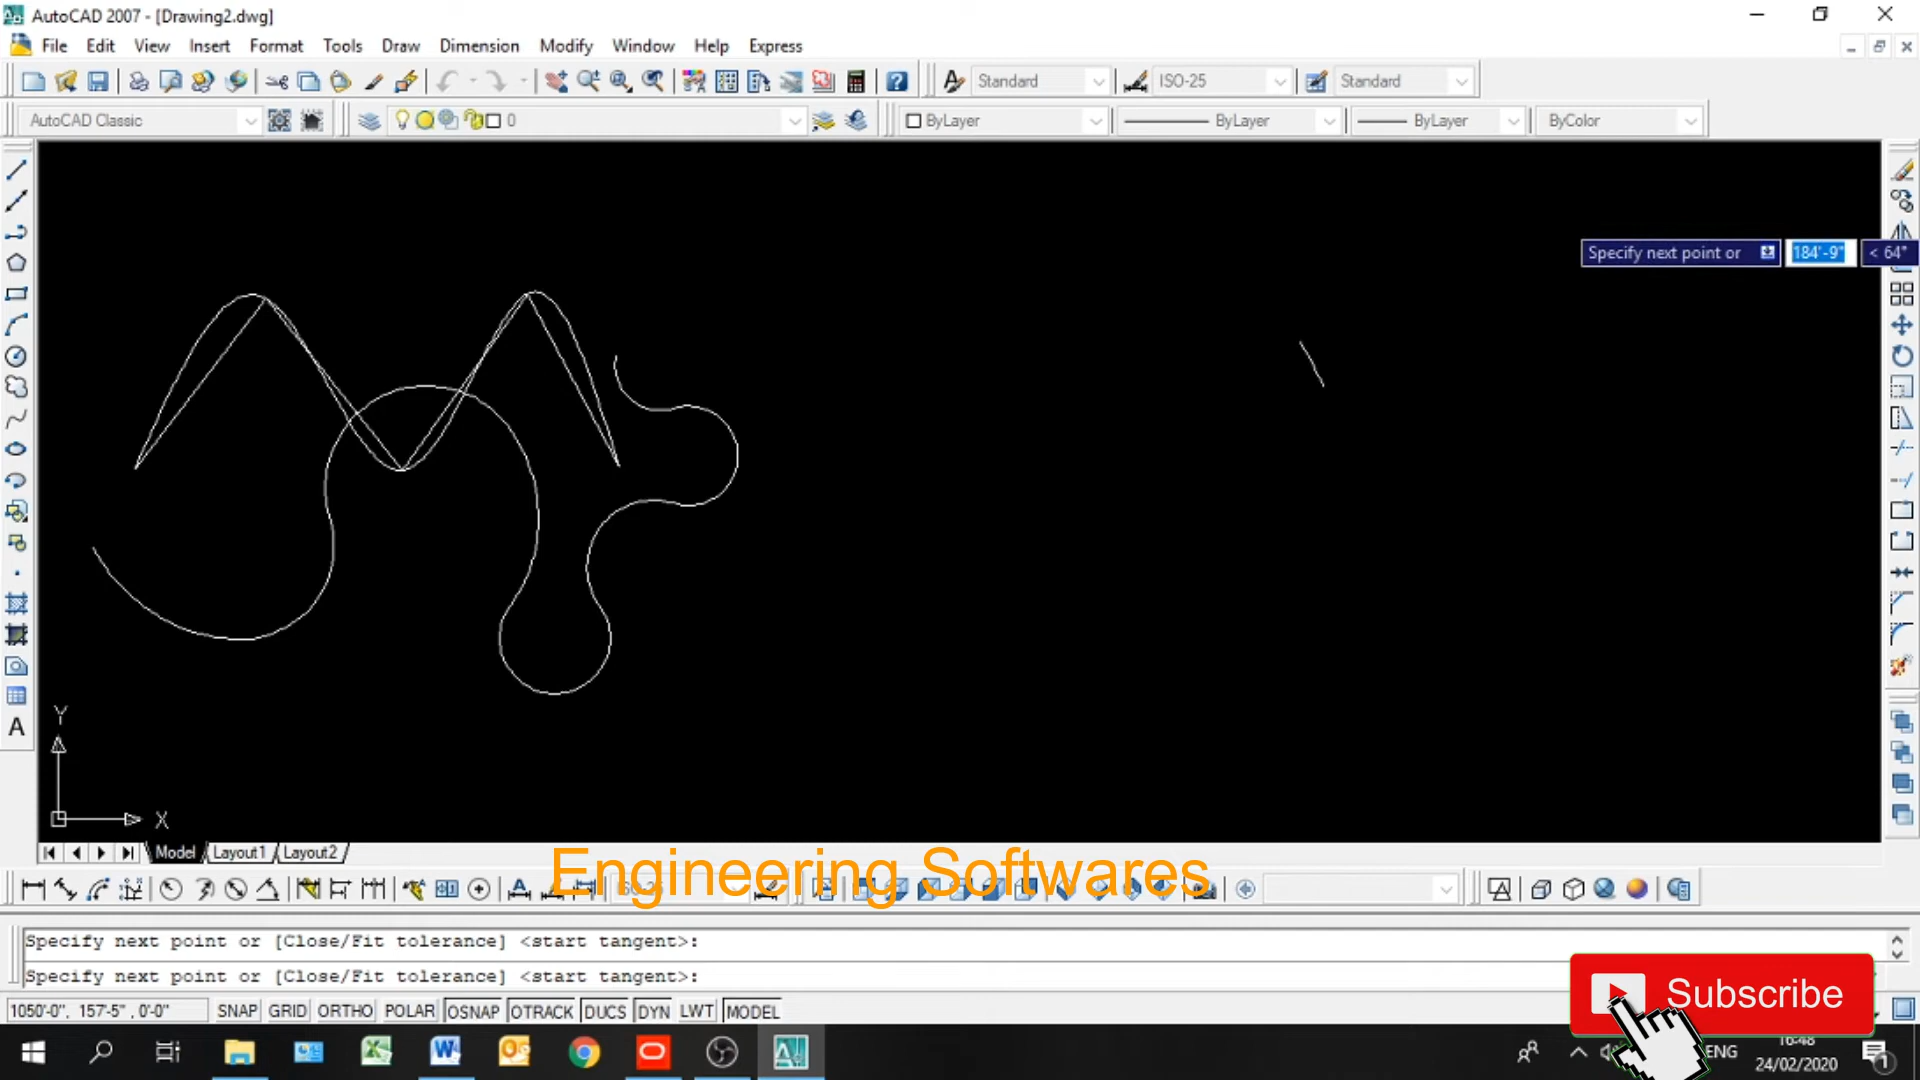 AutoCAD 2007 - [Drawing2.dwg]
File Edit View Insert Format Tools Draw Dimension Modify Window Help Express
Standard ISO-25 Standard
AutoCAD Classic 0 ByLayer ByLayer ByLayer ByColor
Specify next point or 184'-9" < 64°
Y
X
A
Model Layout1 Layout2
Engineering Softwares
Specify next point or [Close/Fit tolerance] <start tangent>:
Specify next point or [Close/Fit tolerance] <start tangent>:
Subscribe
1050'-0", 157'-5" , 0'-0" SNAP GRID ORTHO POLAR OSNAP OTRACK DUCS DYN LWT MODEL
ENG
16:48
24/02/2020
1